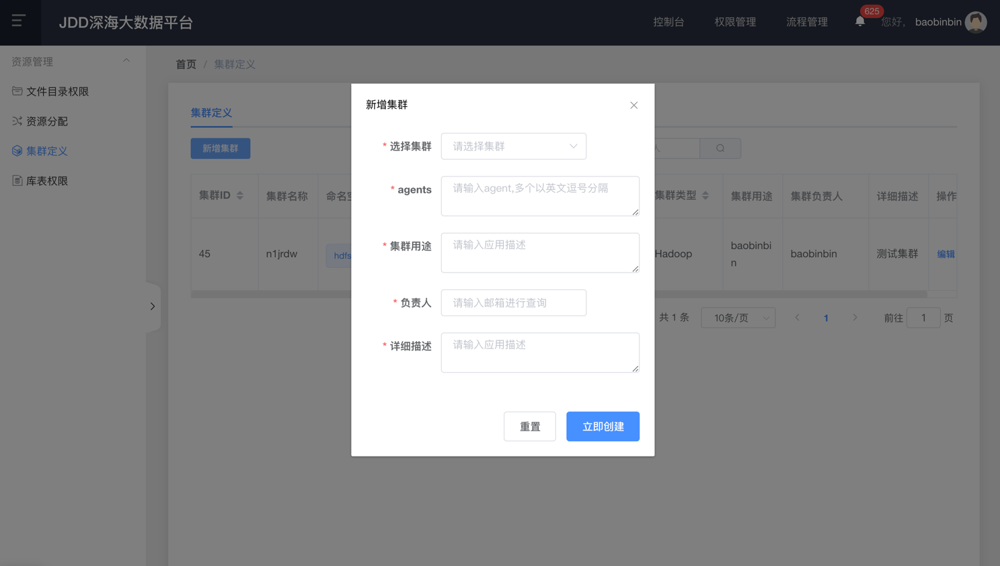 JDD深海大数据平台
控制台
权限管理
流程管理
625
您好，
baobinbin
资源管理
文件目录权限
资源分配
集群定义
库表权限
首页 / 集群定义
集群定义
新增集群
集群ID
集群名称
集群类型
集群用途
集群负责人
详细描述
操作
45
n1jrdw
hdfs
Hadoop
baobinbi
n
baobinbin
测试集群
编辑
共 1 条
10条/页
1
前往
1
页
新增集群
* 选择集群
请选择集群
* agents
请输入agent,多个以英文逗号分隔
* 集群用途
请输入应用描述
* 负责人
请输入邮箱进行查询
* 详细描述
请输入应用描述
重置
立即创建